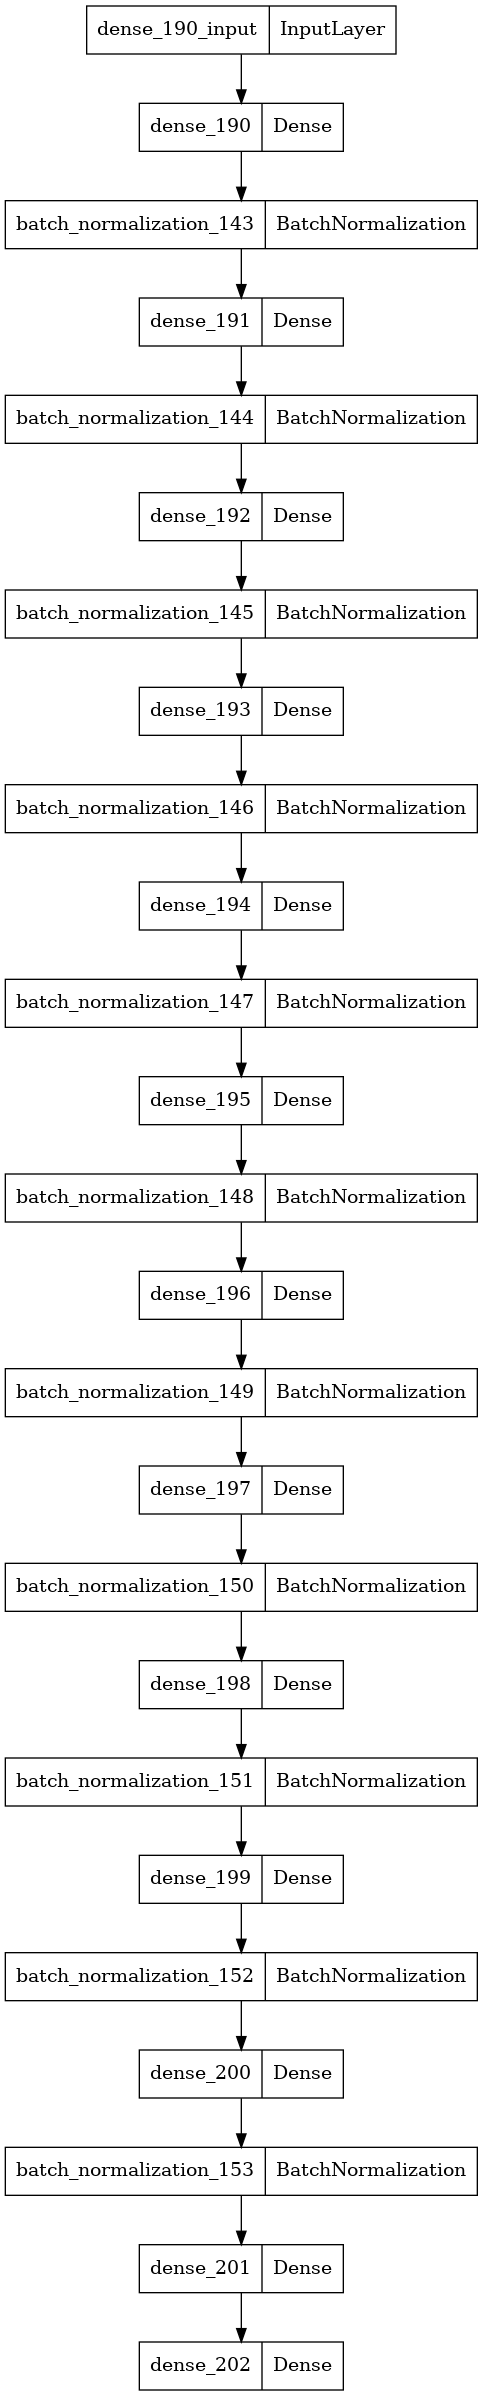 dense_190_input InputLayer
dense_190 Dense
batch_normalization_143 BatchNormalization
dense_191 Dense
batch_normalization_144 BatchNormalization
dense_192 Dense
batch_normalization_145 BatchNormalization
dense_193 Dense
batch_normalization_146 BatchNormalization
dense_194 Dense
batch_normalization_147 BatchNormalization
dense_195 Dense
batch_normalization_148 BatchNormalization
dense_196 Dense
batch_normalization_149 BatchNormalization
dense_197 Dense
batch_normalization_150 BatchNormalization
dense_198 Dense
batch_normalization_151 BatchNormalization
dense_199 Dense
batch_normalization_152 BatchNormalization
dense_200 Dense
batch_normalization_153 BatchNormalization
dense_201 Dense
dense_202 Dense